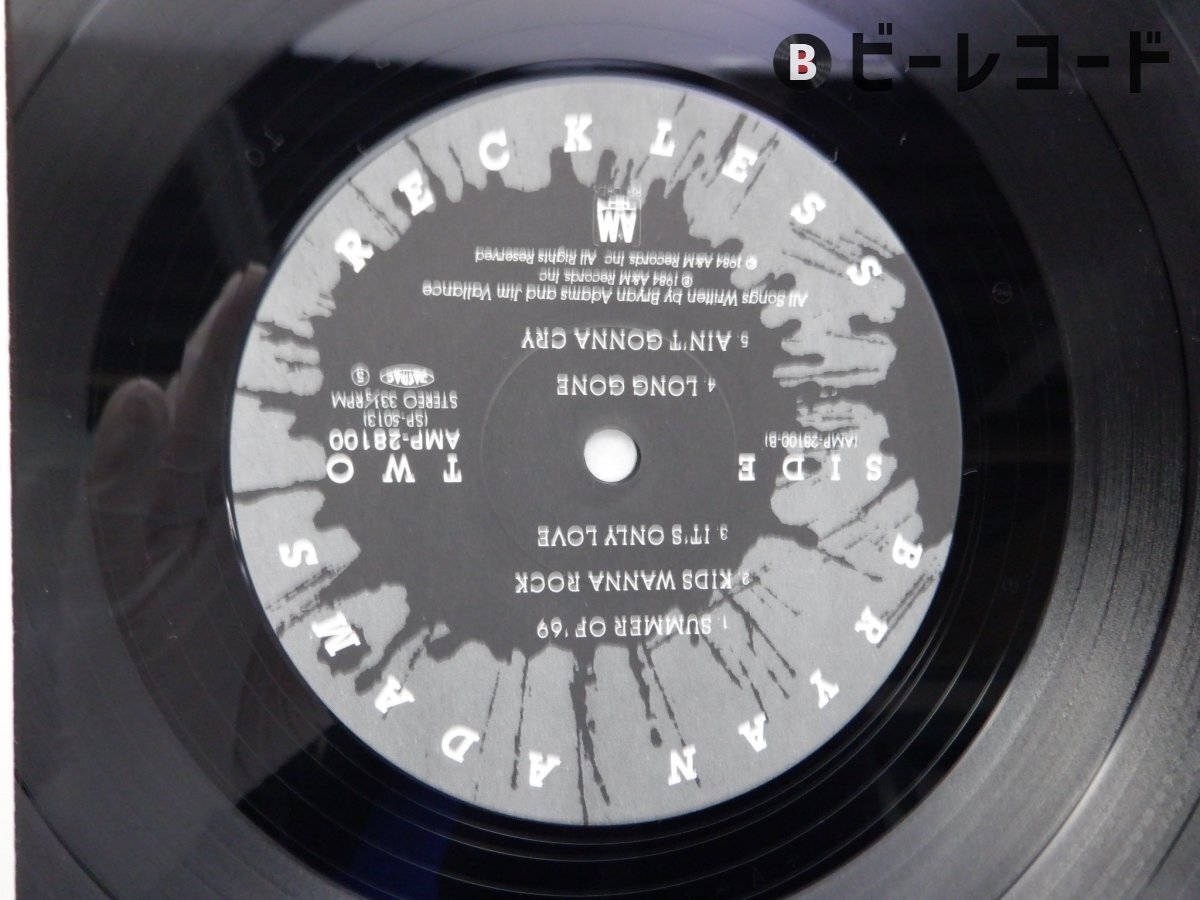 ビーレコード
B
RECKLESS
BRYAN ADAMS
SIDE TWO
(AMP-28100-B)
AMP-28100
(SP-5013)
STEREO 33⅓RPM
S
1. SUMMER OF '69
2. KIDS WANNA ROCK
3. IT'S ONLY LOVE
4. LONG GONE
5. AIN'T GONNA CRY
All Songs Written by Bryan Adams and Jim Vallance
℗ 1984 A&M Records Inc
© 1984 A&M Records Inc All Rights Reserved
AM
RECORDS